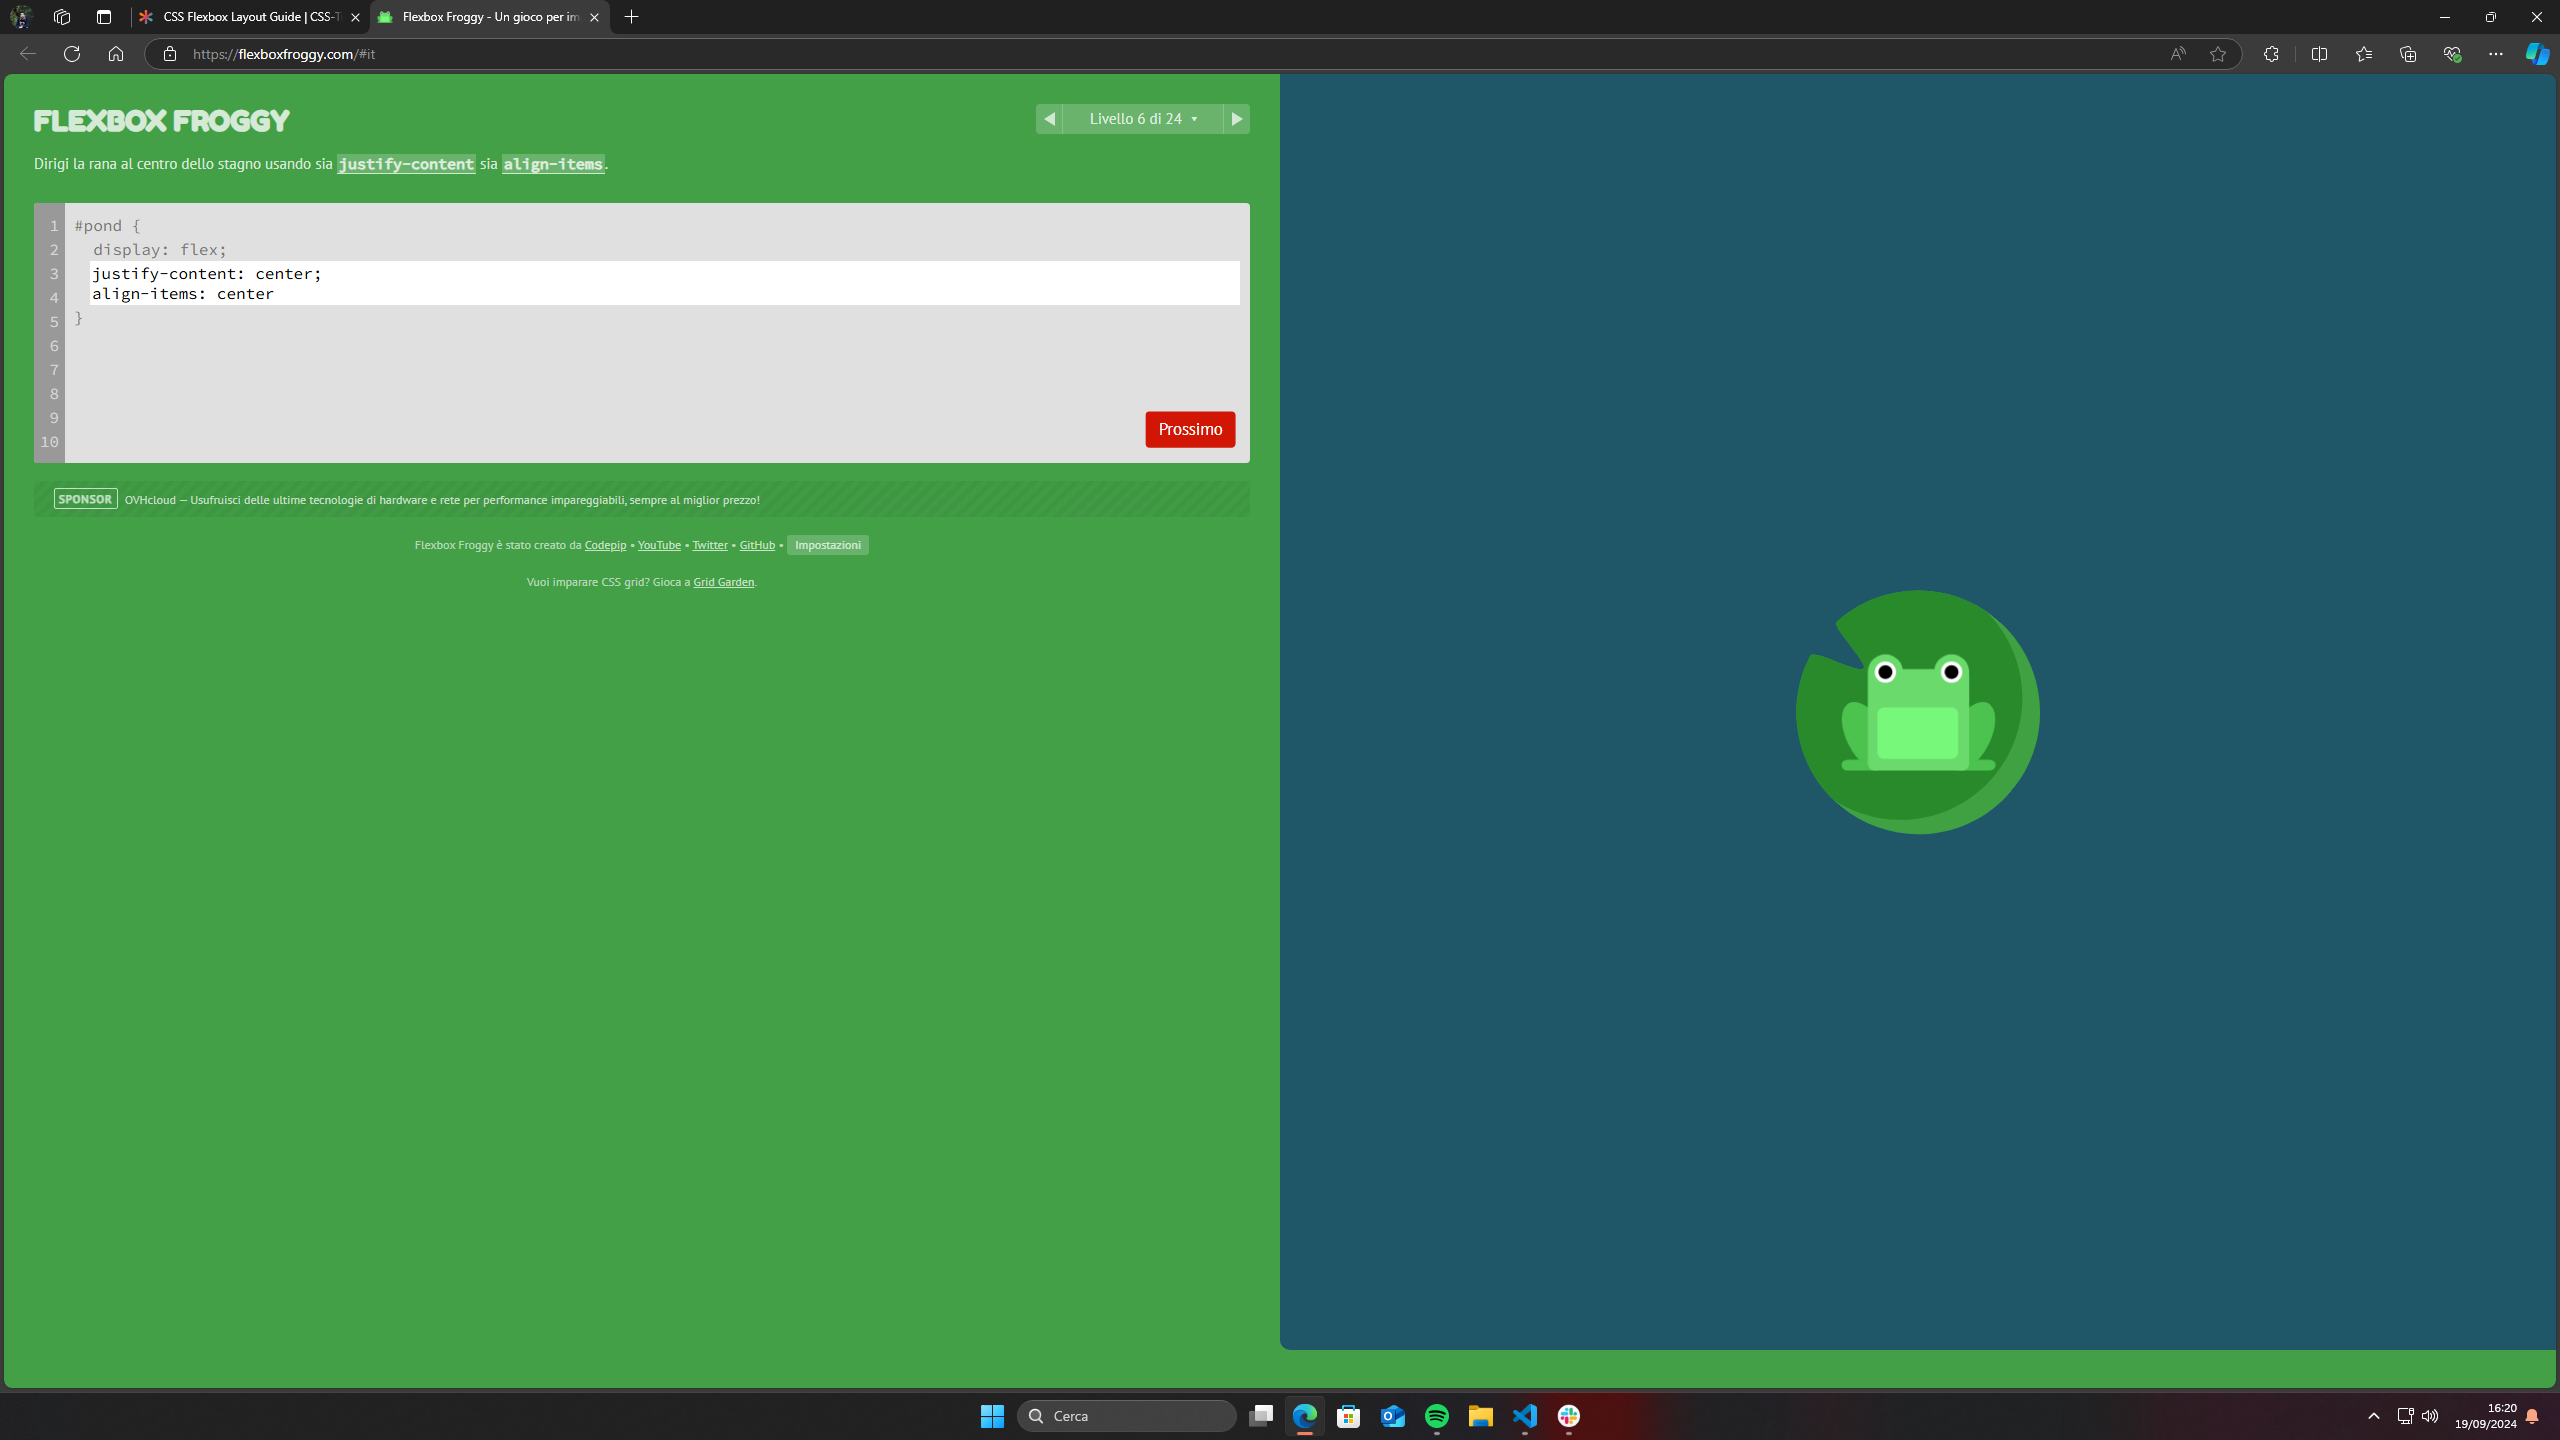 CSS Flexbox Layout Guide | CSS-T
Flexbox Froggy - Un gioco per im
https://flexboxfroggy.com/#it
FLEXBOX FROGGY
Livello 6 di 24
Dirigi la rana al centro dello stagno usando sia justify-content sia align-items.
1 #pond {
2 display: flex;
3 justify-content: center;
4 align-items: center
5 }
6
7
8
9
10
Prossimo
SPONSOR OVHcloud — Usufruisci delle ultime tecnologie di hardware e rete per performance impareggiabili, sempre al miglior prezzo!
Flexbox Froggy è stato creato da Codepip • YouTube • Twitter • GitHub • Impostazioni
Vuoi imparare CSS grid? Gioca a Grid Garden.
Cerca
16:20
19/09/2024